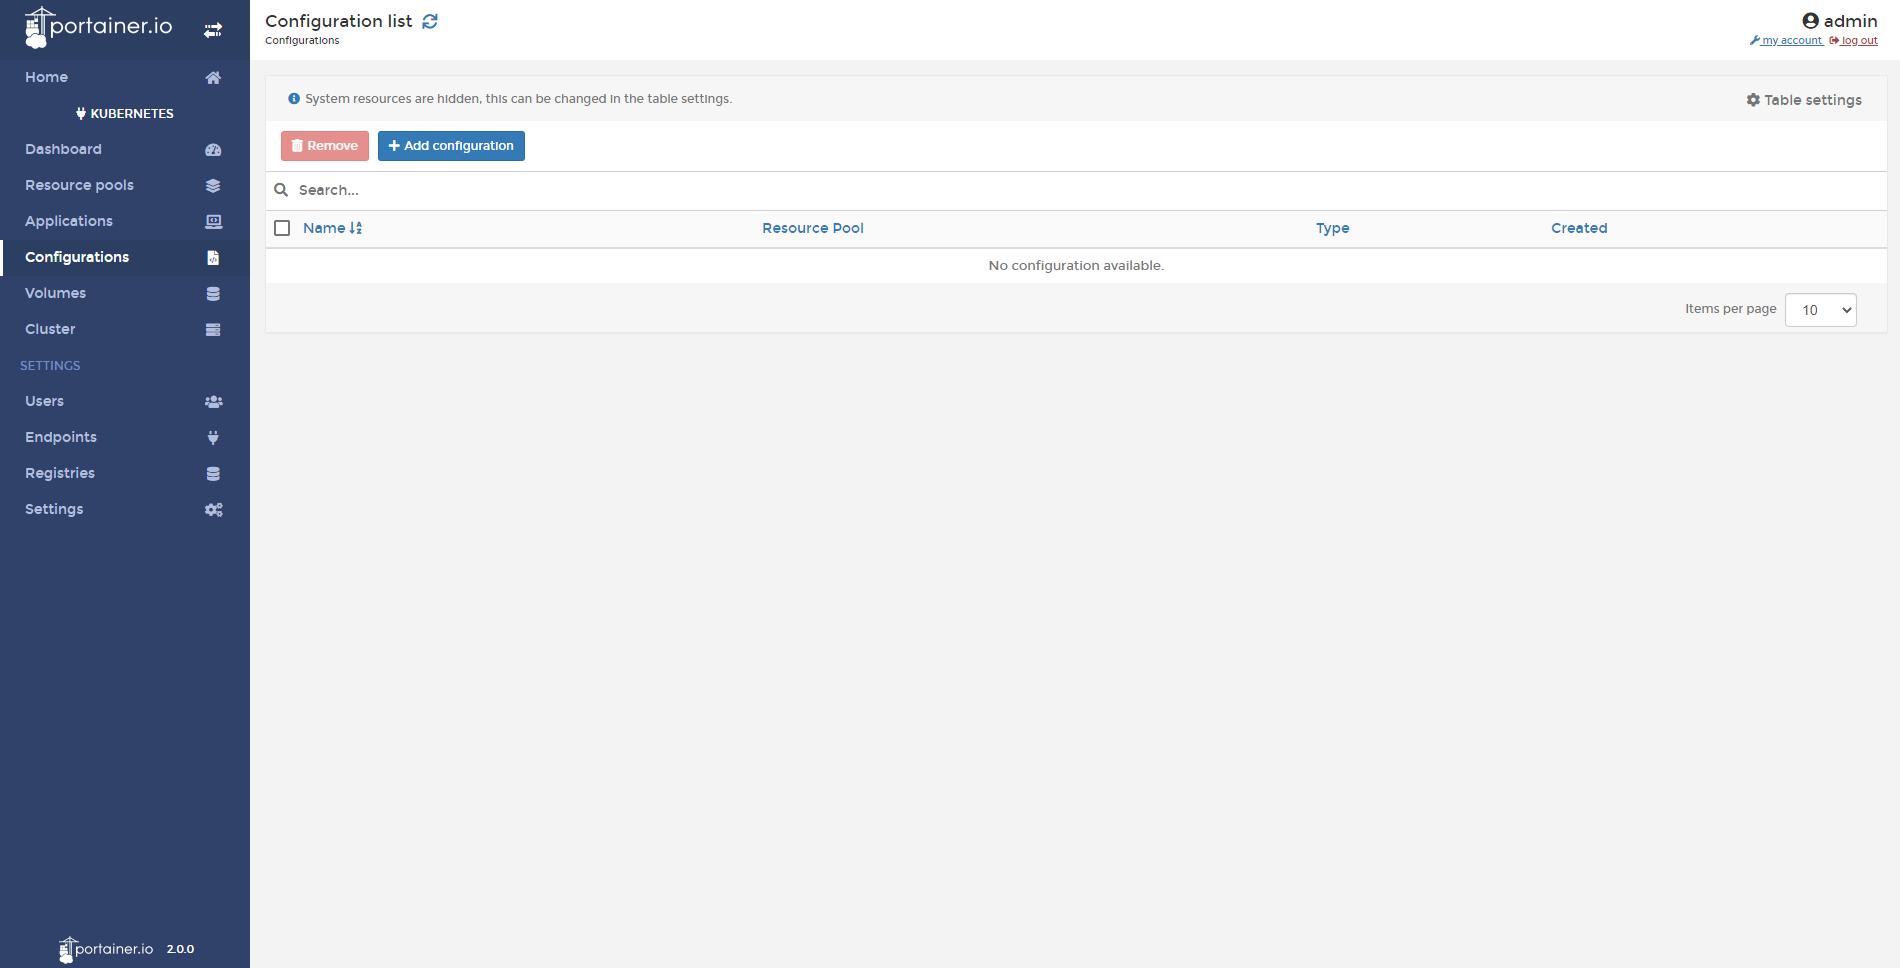 portainer.io
Home
KUBERNETES
Dashboard
Resource pools
Applications
Configurations
Volumes
Cluster
SETTINGS
Users
Endpoints
Registries
Settings
portainer.io 2.0.0
Configuration list
Configurations
admin
my account log out
System resources are hidden, this can be changed in the table settings.
Table settings
Remove Add configuration
Search...
Name Resource Pool Type Created
No configuration available.
Items per page 10